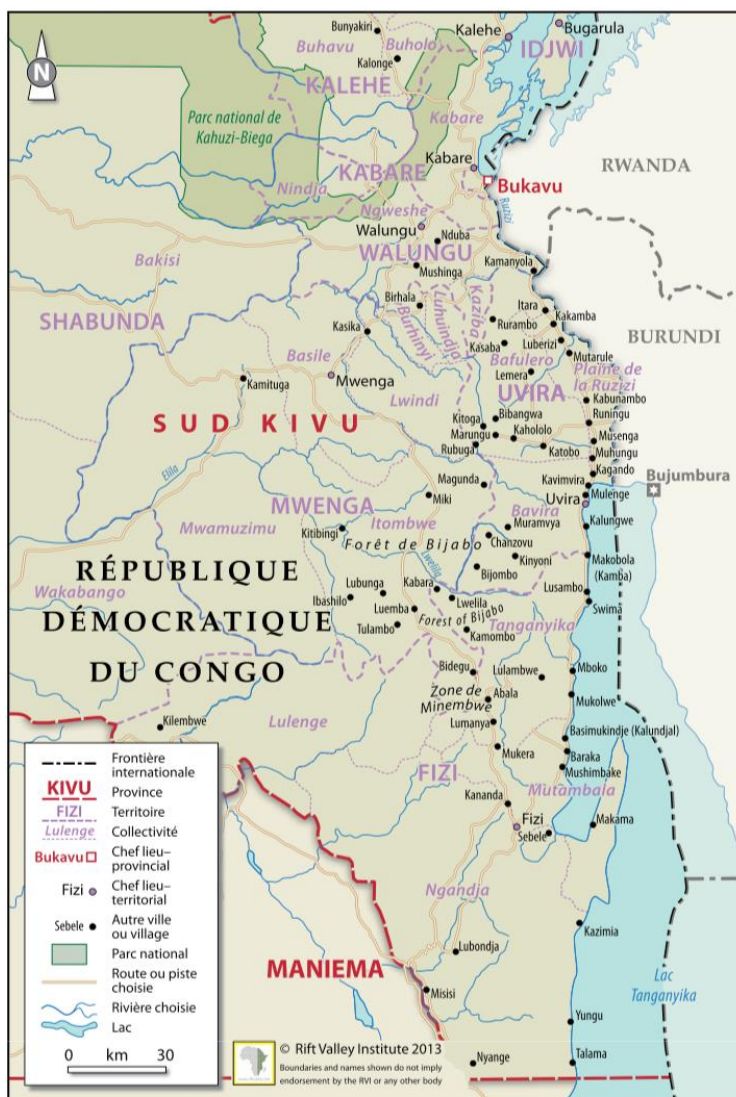 Bunyakiri
Kalehe
Bugarula
Buhavu
Buholo
IDJWI
Kalonge
KALEHE
N
Parc national de
Kahuzi-Biega
Kabare
RWANDA
Kabare
KABARE
Bukavu
Nindja
Ruzizi
Ngweshe
Walungu
Nduba
WALUNGU
Bakisi
Mushinga
Kamanyola
Birhala
Kaziba
Itara
SHABUNDA
Luhuindja
Rurambo
Kakamba
Kasika
Burhinyi
BURUNDI
Kasaba
Luberizi
Basile
Bafulero
Mutarule
Mwenga
Lemera
Plaïne de
la Ruzizi
Kamituga
UVIRA
Lwindi
Kabunambo
SUD KIVU
Kitoga
Bibangwa
Runingu
Marungu
Kahololo
Musenga
Rubuga
Katobo
Muhungu
Elila
Kagando
Magunda
Kavimvira
Bujumbura
Miki
Uvira
Mulenge
MWENGA
Bavira
Mwamuzimu
Itombwe
Muramvya
Kalungwe
Kitibingi
Forêt de Bijabo
Chanzovu
Kinyoni
Makobola
(Kamba)
RÉPUBLIQUE
Lwelila
Bijombo
Wakabango
Lubunga
Kabara
Lusambo
Ibashilo
Luemba
Lwelila
Swima
DÉMOCRATIQUE
Forest of Bijabo
Tulambo
Kamombo
Tanganyika
DU CONGO
Bidegu
Lulambwe
Mboko
Zone de
Minembwe
Abala
Mukolwe
Lulenge
Lumanya
Kilembwe
Basimukindje (Kalundja)
Mukera
Baraka
FIZI
Mushimbake
Mutambala
Kananda
Fizi
Makama
Sebele
Ngandja
Kazimia
Lubondja
MANIEMA
Lac
Tanganyika
Misisi
Yungu
Nyange
Talama
Frontière
internationale
KIVU Province
FIZI Territoire
Lulenge Collectivité
Bukavu Chef lieu–
provincial
Fizi Chef lieu–
territorial
Sebele Autre ville
ou village
Parc national
Route ou piste
choisie
Rivière choisie
Lac
0 km 30
© Rift Valley Institute 2013
Boundaries and names shown do not imply
endorsement by the RVI or any other body